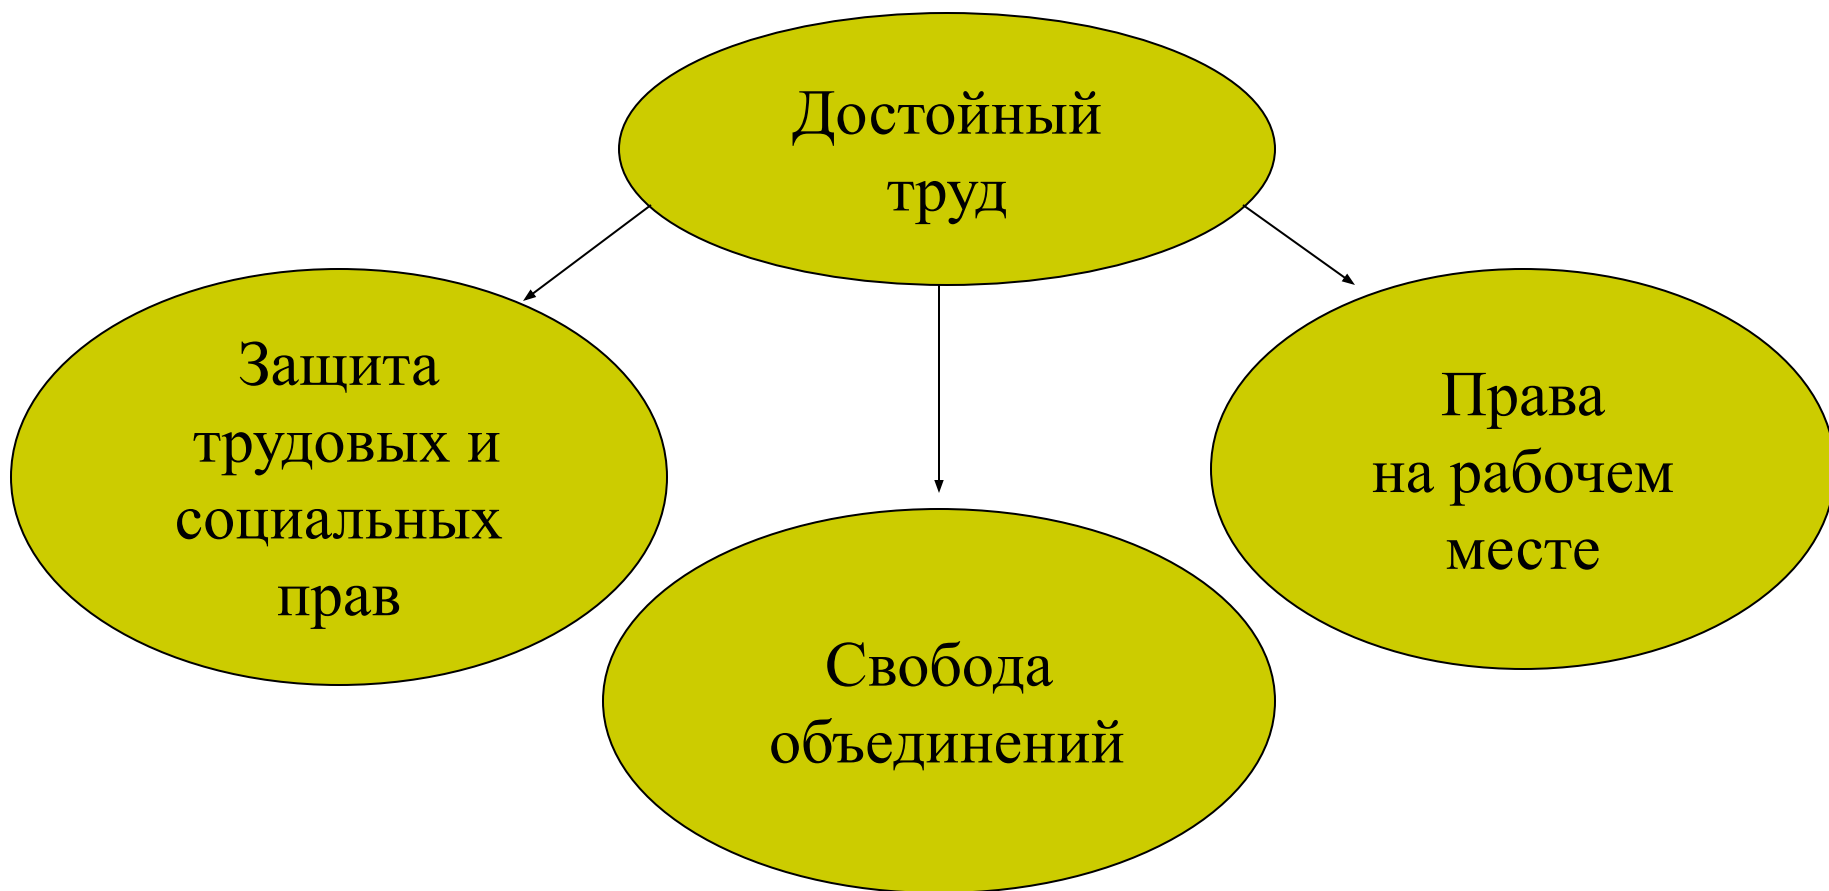 Достойный
труд
Защита
трудовых и
социальных
прав
Свобода
объединений
Права
на рабочем
месте